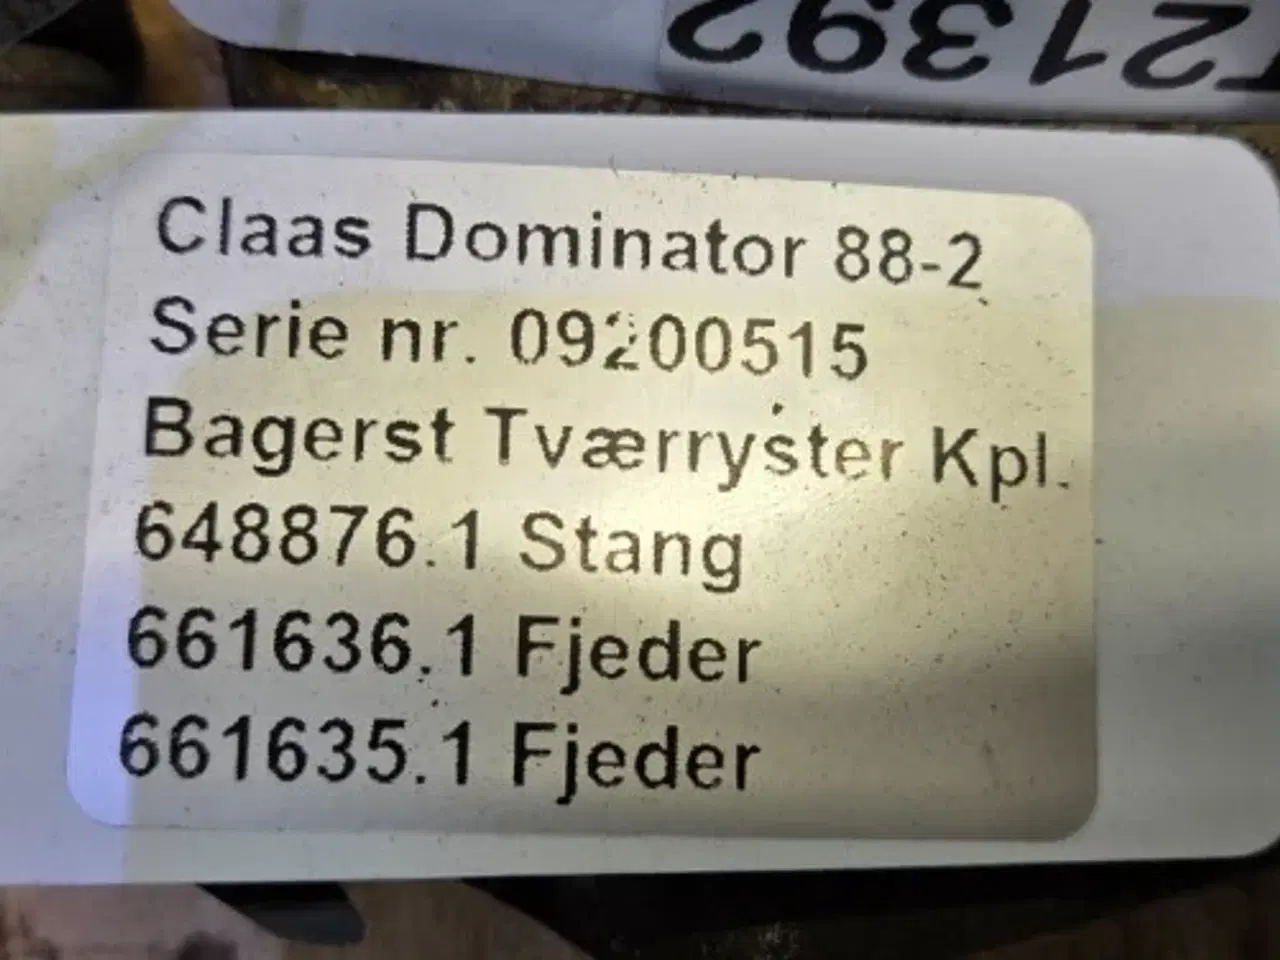 T21392
Claas Dominator 88-2
Serie nr. 09200515
Bagerst Tværryster Kpl.
648876.1 Stang
661636.1 Fjeder
661635.1 Fjeder